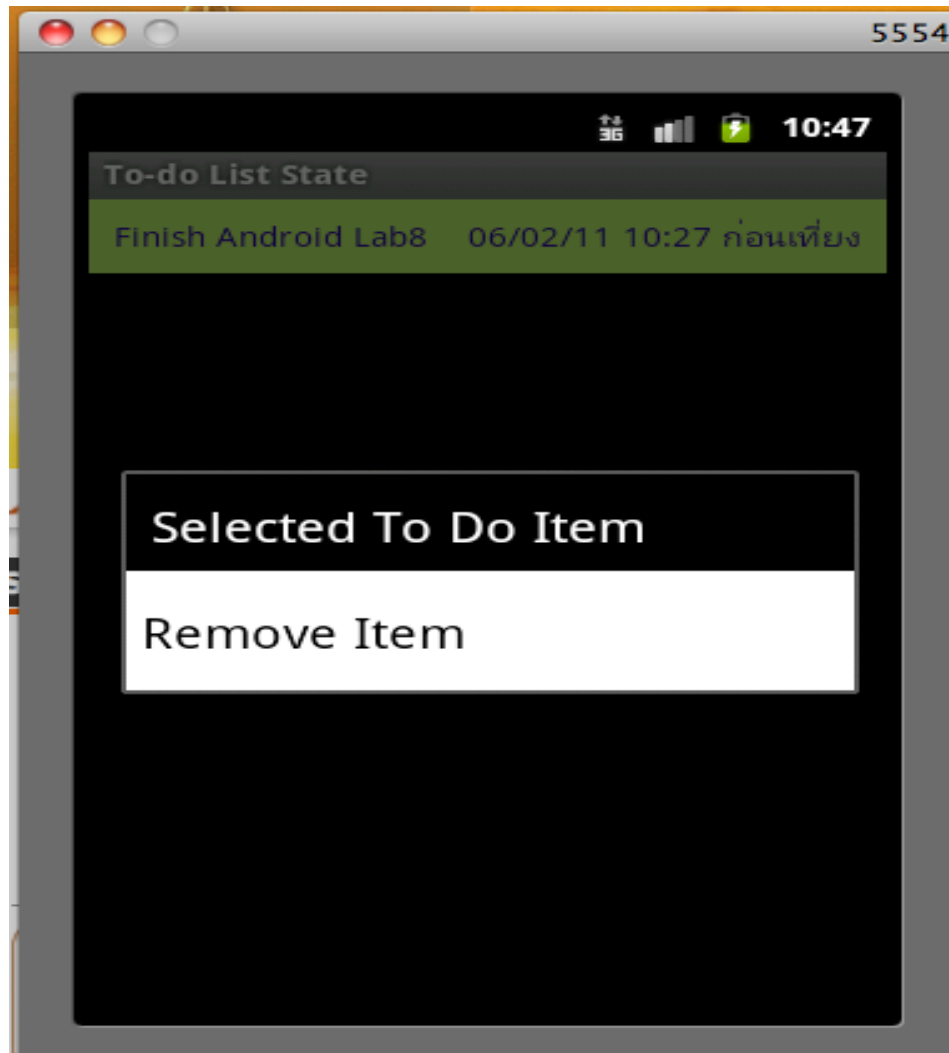 5554
3G 10:47
To-do List State
Finish Android Lab8 06/02/11 10:27 ก่อนเที่ยง
Selected To Do Item
Remove Item